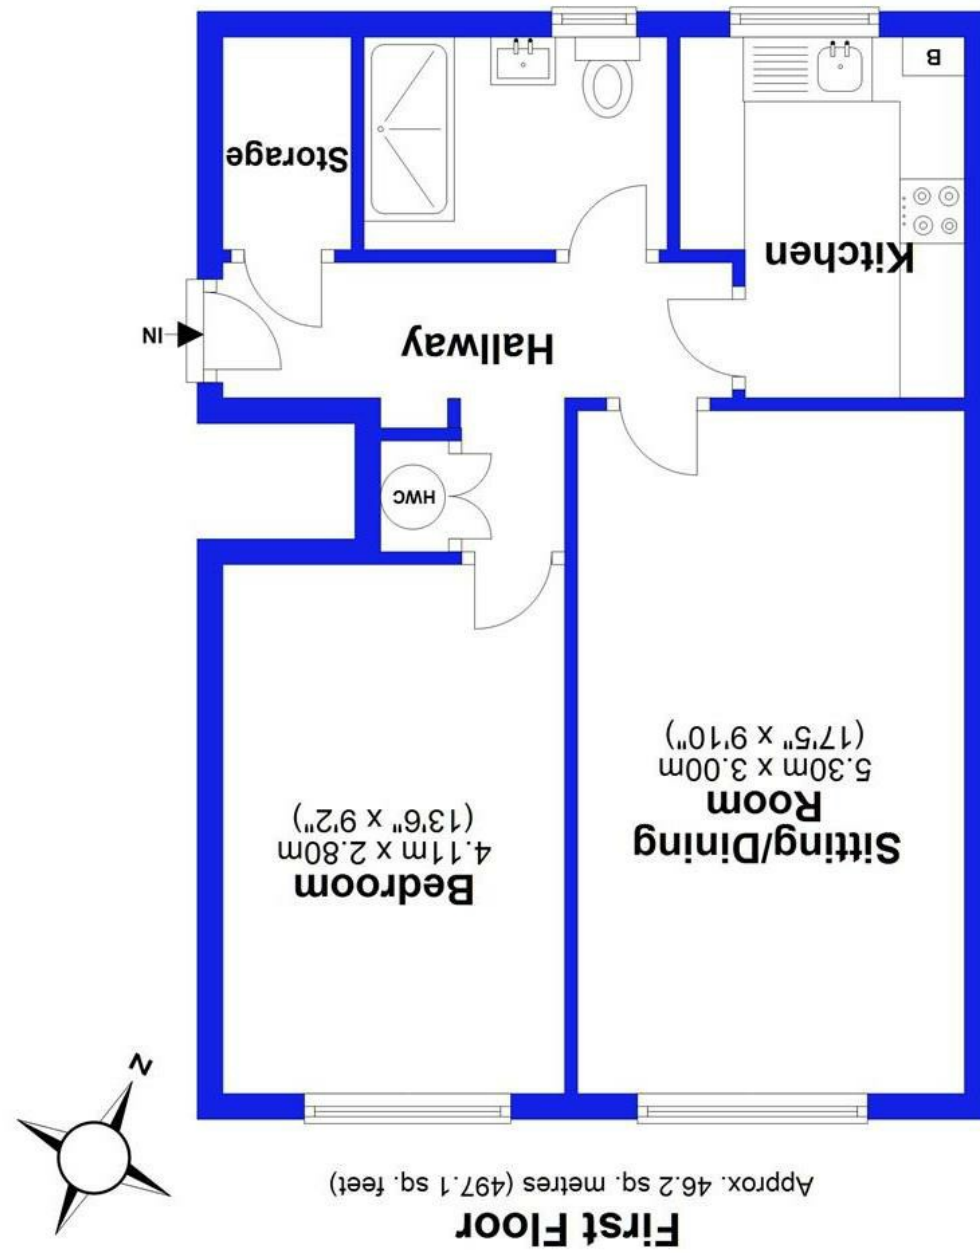 First Floor
Approx. 46.2 sq. metres (497.1 sq. feet)
N
Sitting/Dining
Room
5.30m x 3.00m
(17'5" x 9'10")
Bedroom
4.11m x 2.80m
(13'6" x 9'2")
HWC
Hallway
IN
Kitchen
Storage
B